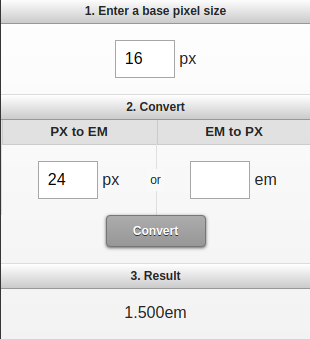 1. Enter a base pixel size
16 px
2. Convert
PX to EM EM to PX
24 px or em
Convert
3. Result
1.500em